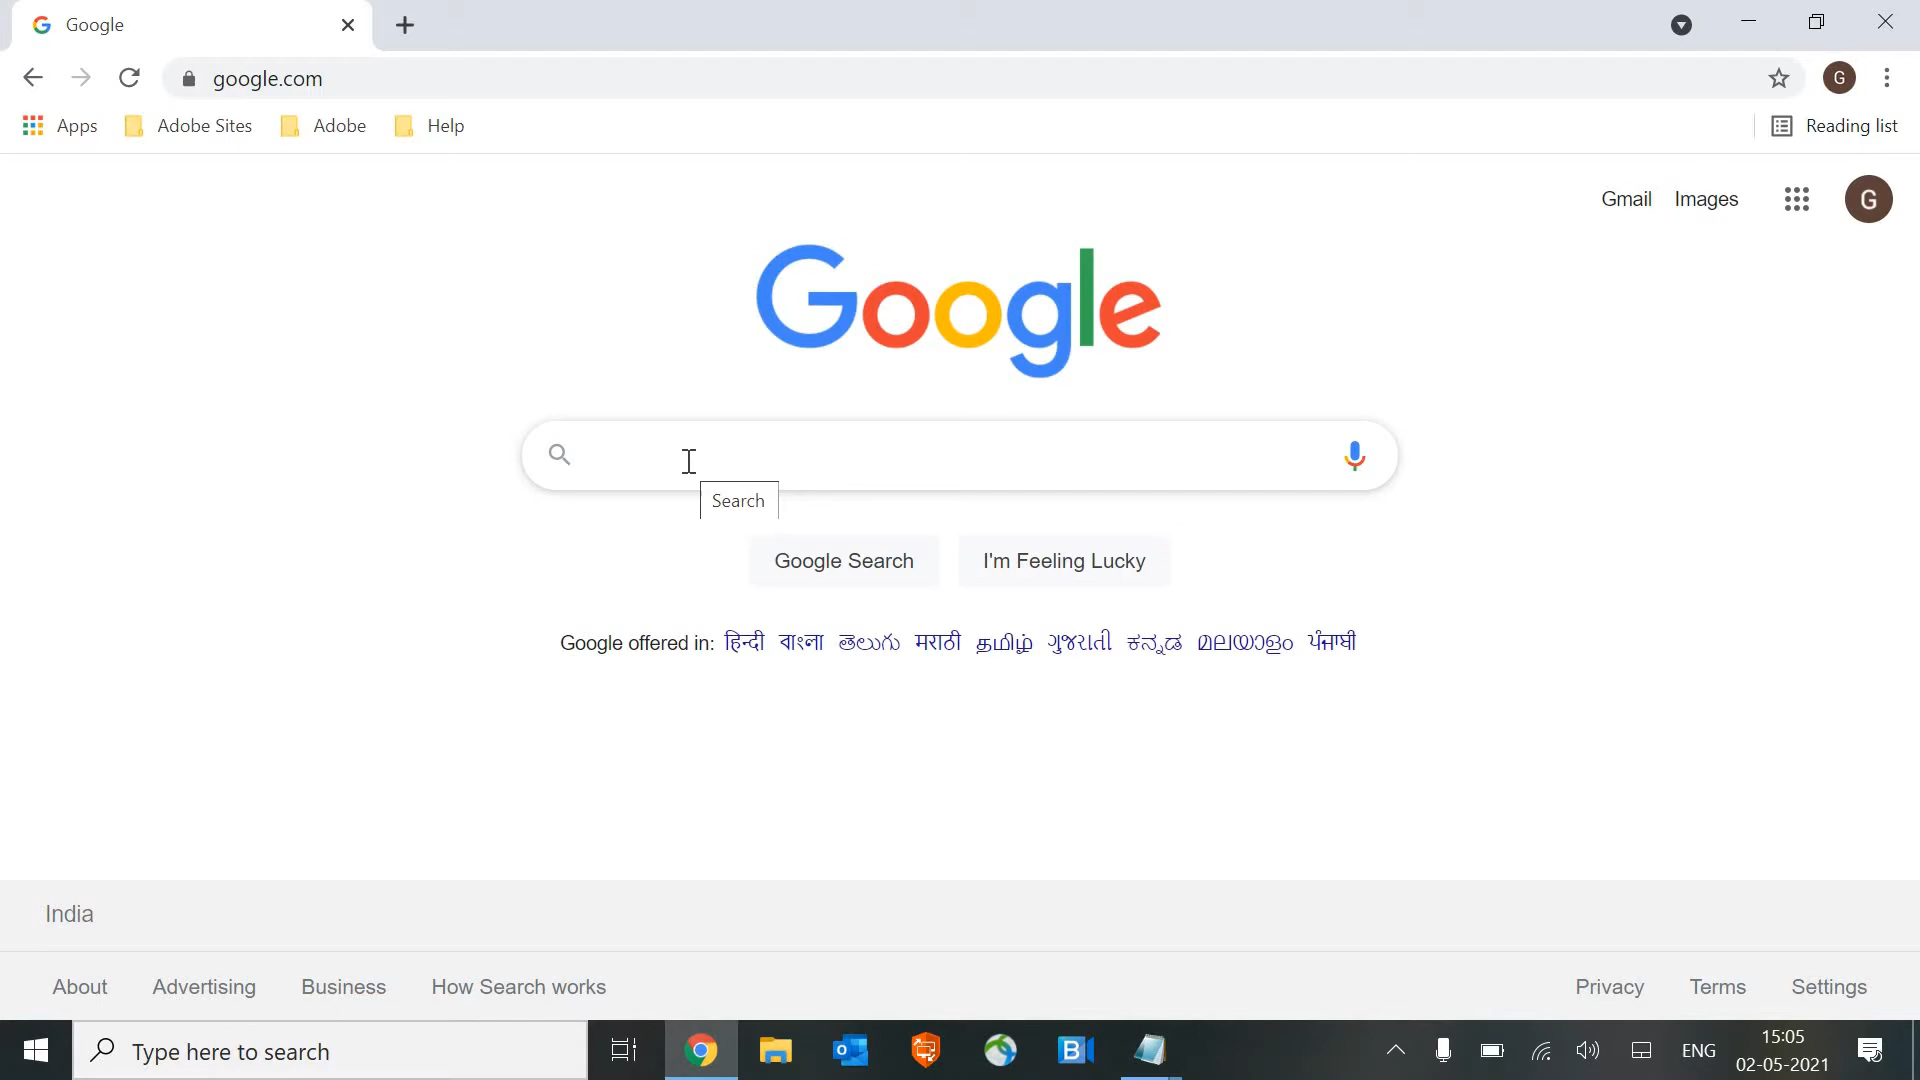 Google
google.com
Apps Adobe Sites Adobe Help Reading list
G
Gmail Images
G
Google
Search
Google Search I'm Feeling Lucky
Google offered in: हिन्दी বাংলা తెలుగు मराठी தமிழ் ગુજરાતી ಕನ್ನಡ മലയാളം ਪੰਜਾਬੀ
India
About Advertising Business How Search works Privacy Terms Settings
Type here to search ENG 15:05
02-05-2021